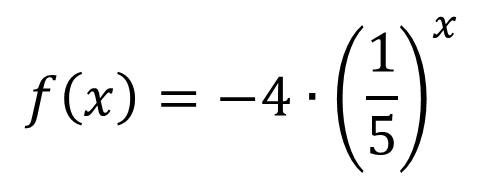 f(x) = −4 · (1/5)^x